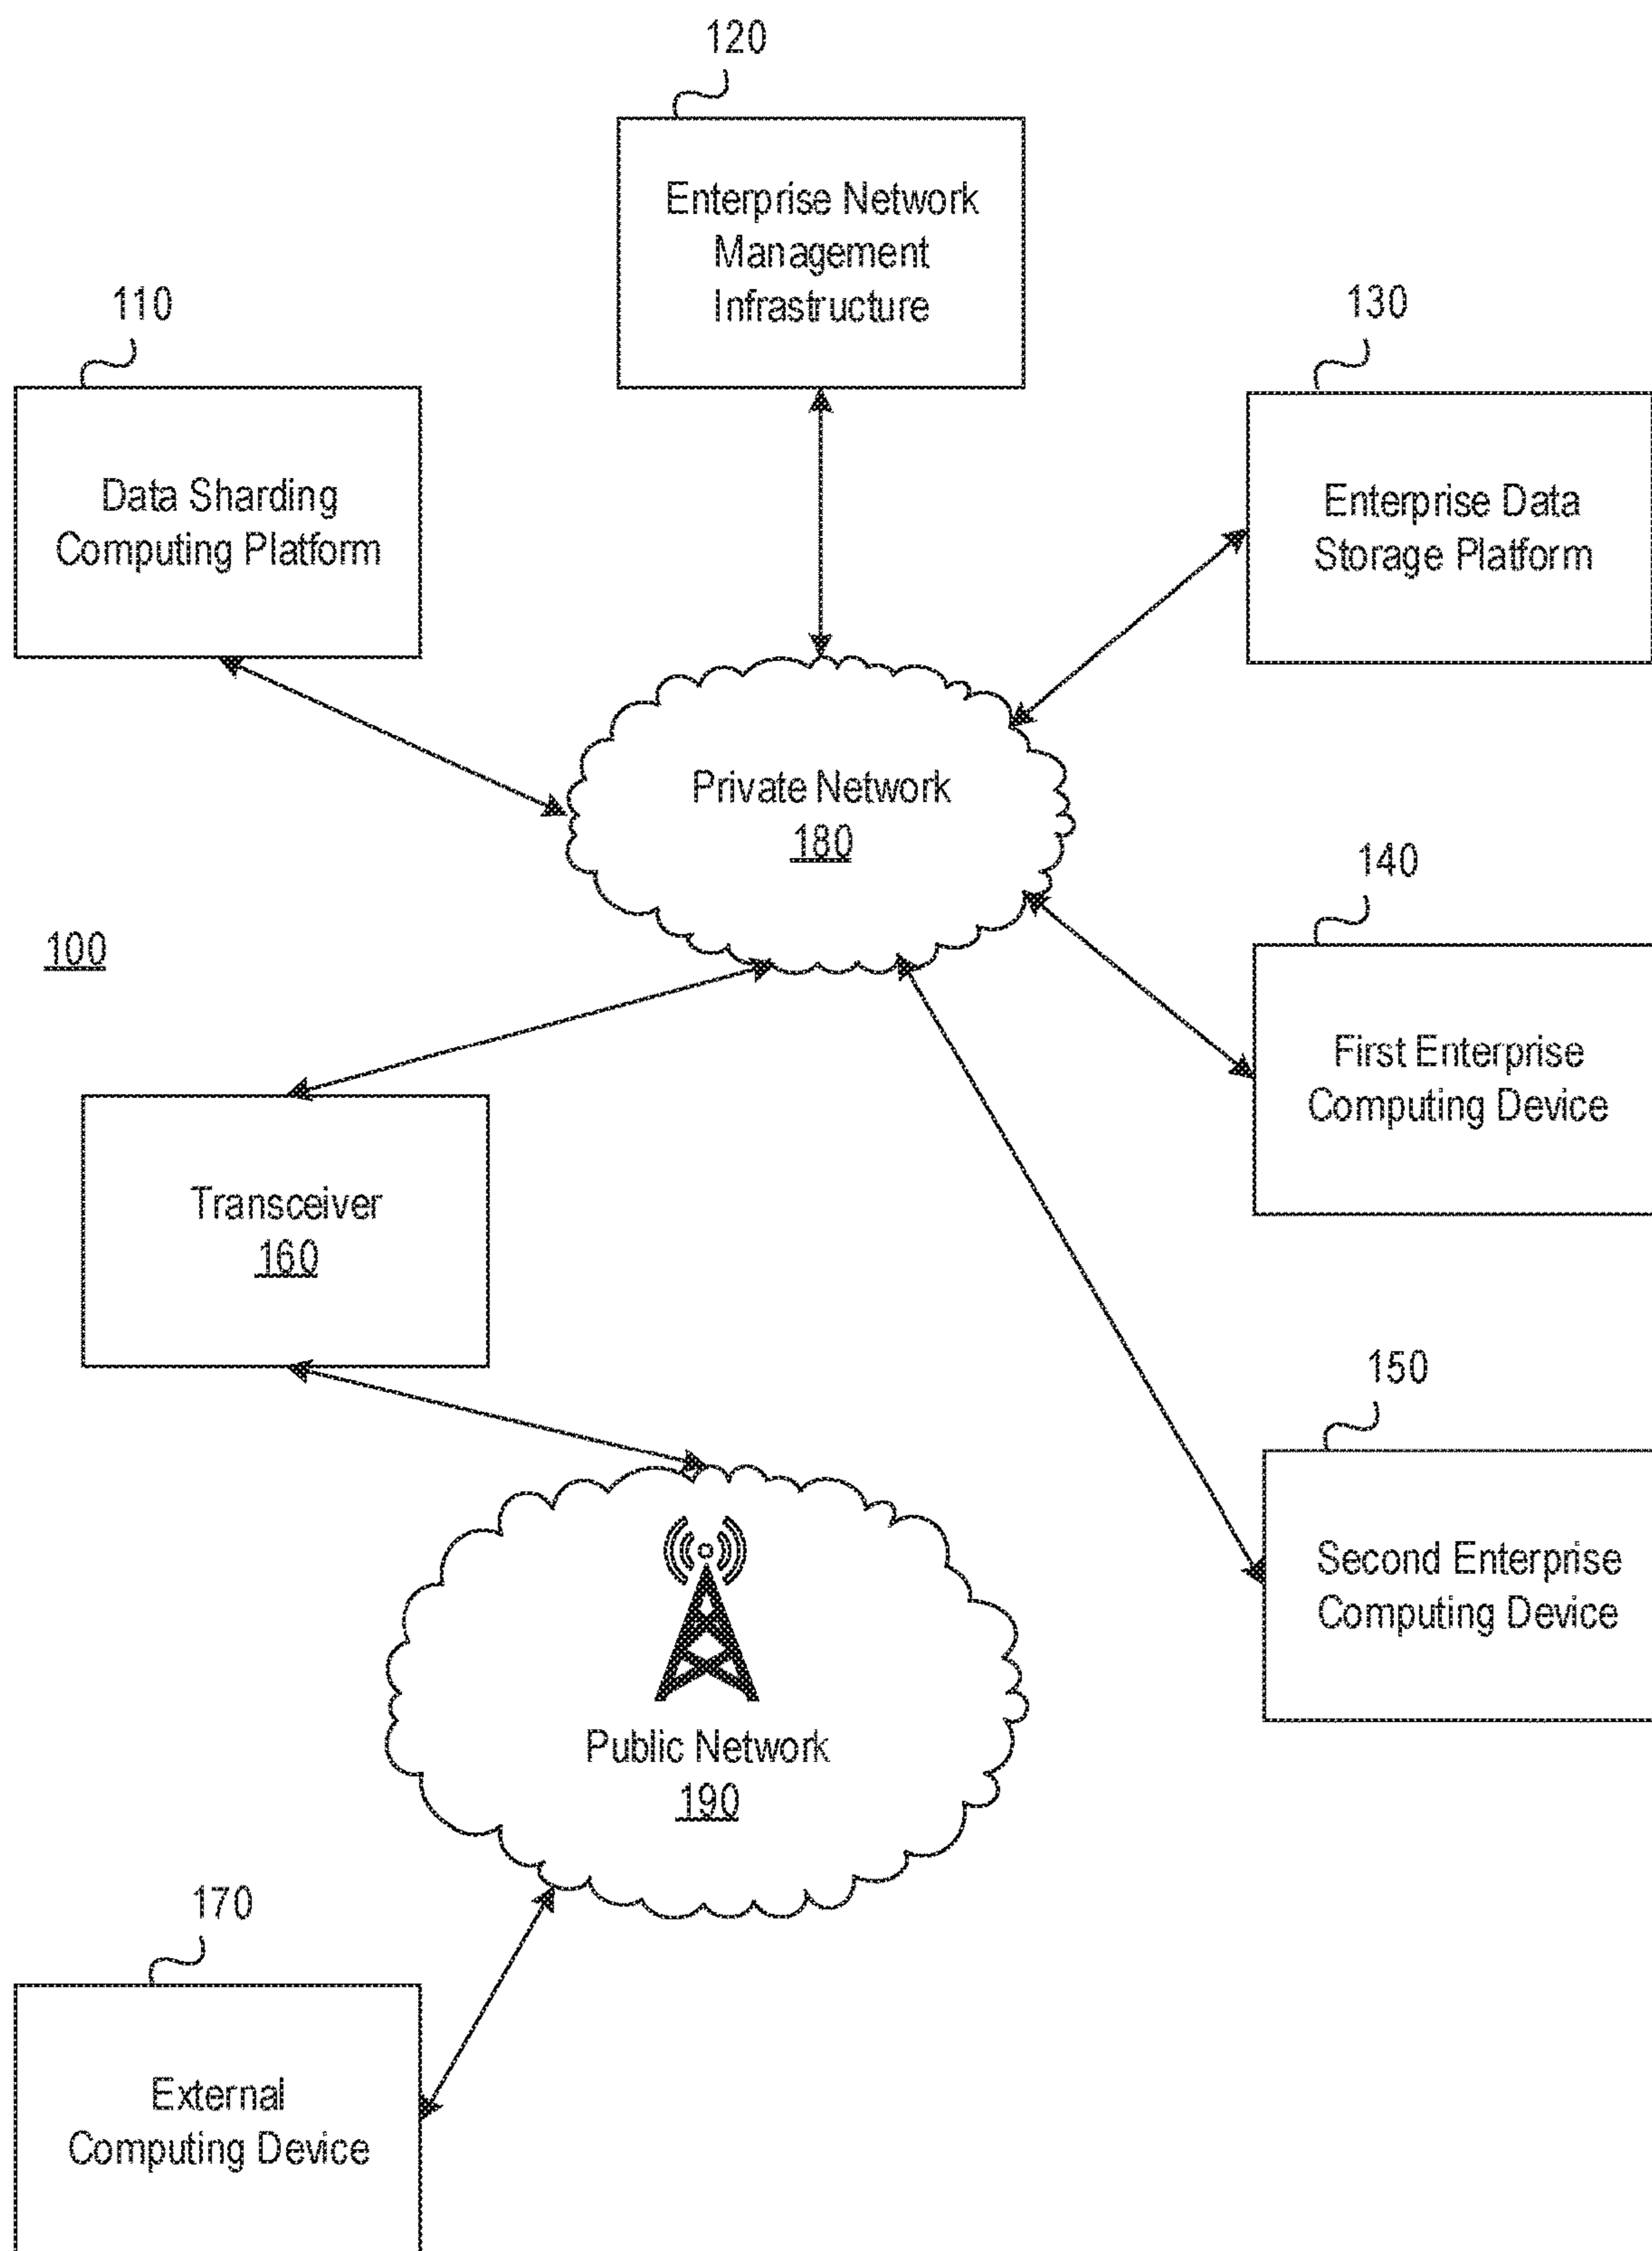 120
Enterprise Network
Management
Infrastructure
110
Data Sharding
Computing Platform
130
Enterprise Data
Storage Platform
Private Network
180
100
140
First Enterprise
Computing Device
Transceiver
160
150
Second Enterprise
Computing Device
Public Network
190
170
External
Computing Device